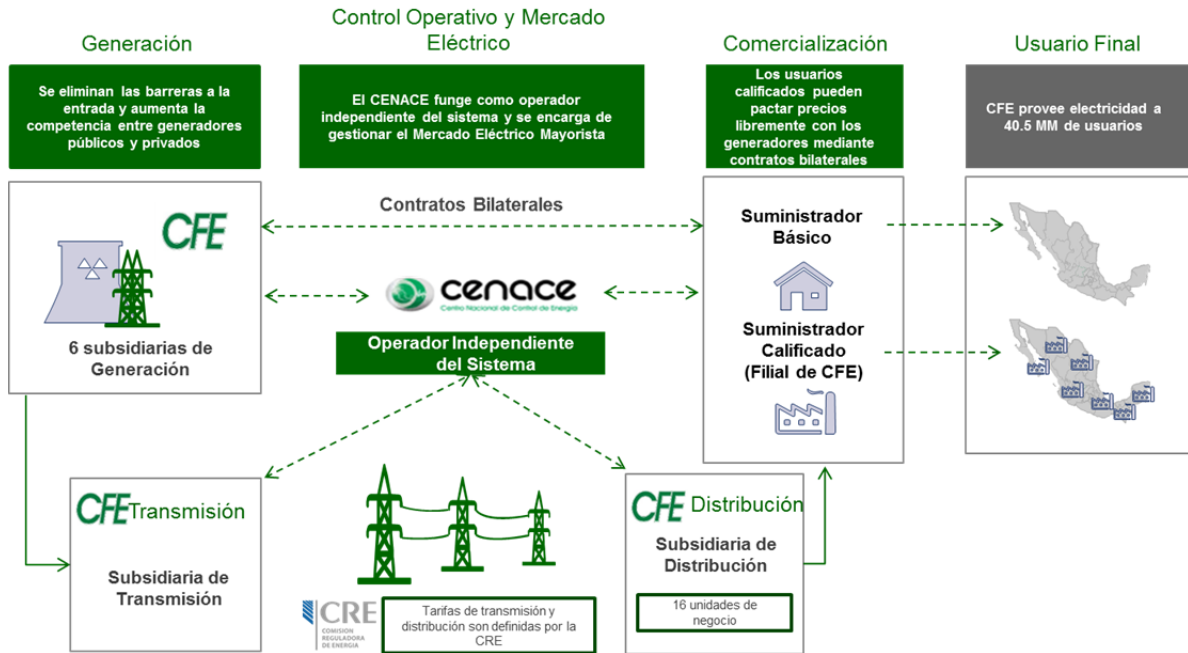 Generación
Control Operativo y Mercado
Eléctrico
Comercialización
Usuario Final
Se eliminan las barreras a la
entrada y aumenta la
competencia entre generadores
públicos y privados
El CENACE funge como operador
independiente del sistema y se encarga de
gestionar el Mercado Eléctrico Mayorista
Los usuarios
calificados pueden
pactar precios
libremente con los
generadores mediante
contratos bilaterales
CFE provee electricidad a
40.5 MM de usuarios
CFE
6 subsidiarias de
Generación
Contratos Bilaterales
cenace
Centro Nacional de Control de Energía
Operador Independiente
del Sistema
Suministrador
Básico
Suministrador
Calificado
(Filial de CFE)
CFE Transmisión
Subsidiaria de
Transmisión
CRE
COMISION
REGULADORA
DE ENERGIA
Tarifas de transmisión y
distribución son definidas por la
CRE
CFE Distribución
Subsidiaria de
Distribución
16 unidades de
negocio